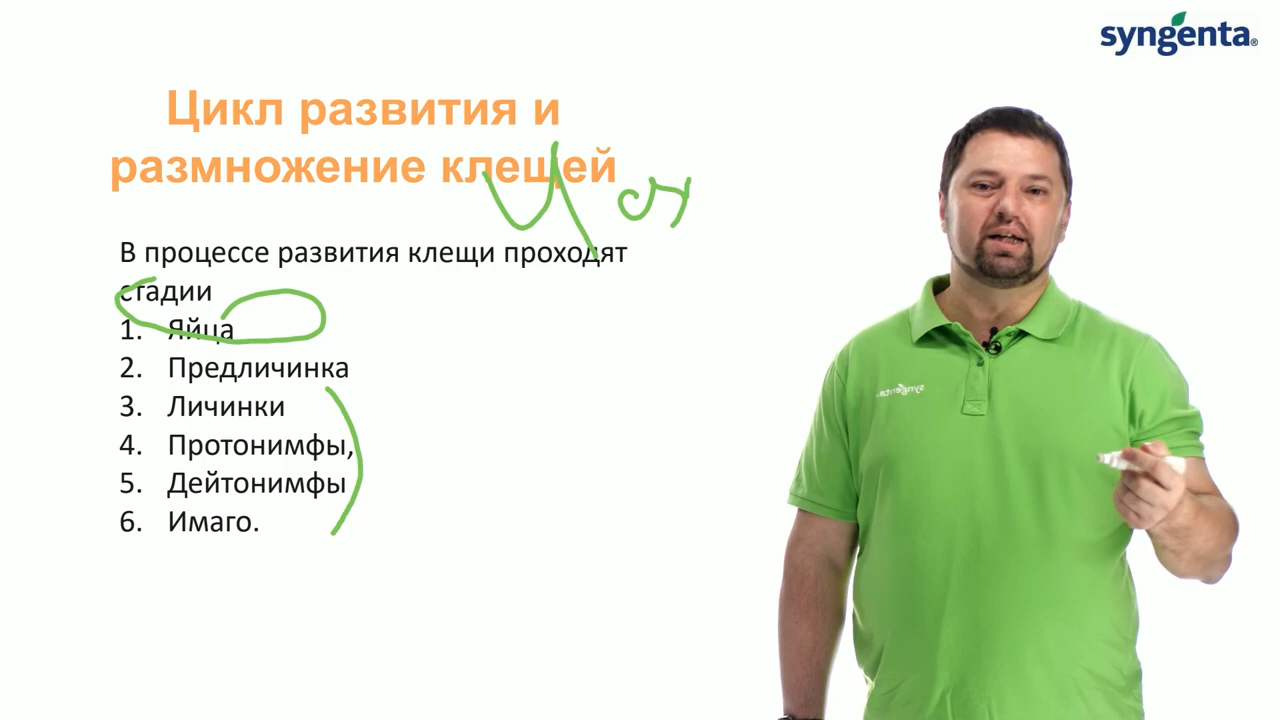 syngenta®
Цикл развития и
размножение клещей
В процессе развития клещи проходят
стадии
1. Яйца
2. Предличинка
3. Личинки
4. Протонимфы,
5. Дейтонимфы
6. Имаго.
syngenta